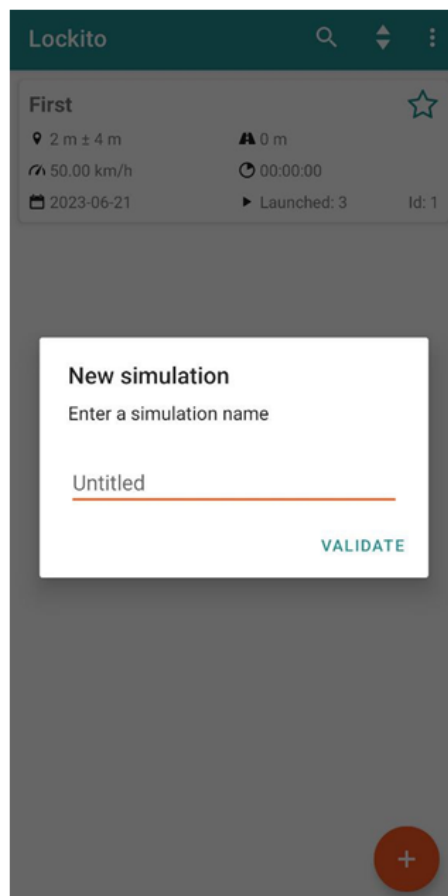 Lockito
First
2 m ± 4 m
0 m
50.00 km/h
00:00:00
2023-06-21
Launched: 3
Id: 1
New simulation
Enter a simulation name
Untitled
VALIDATE
+